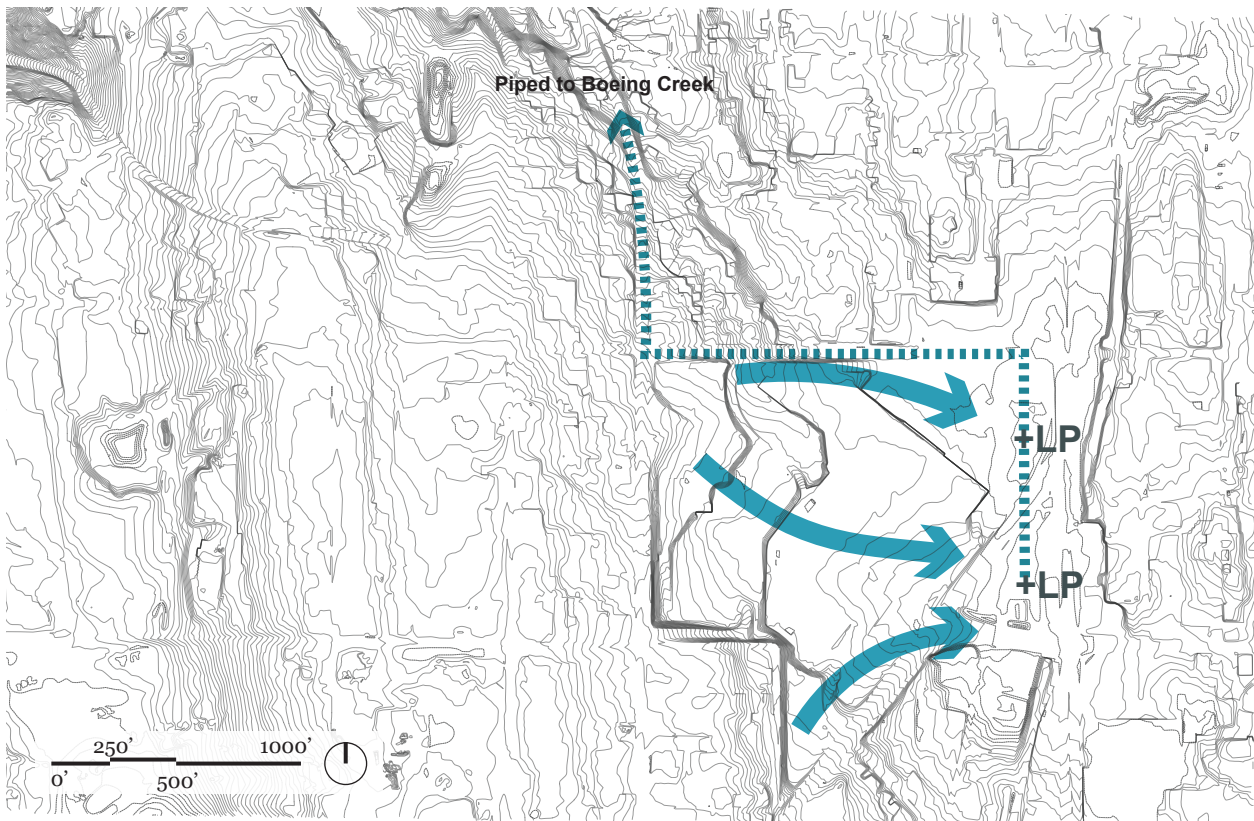 Piped to Boeing Creek
+LP
+LP
250’ 1000’
0’ 500’